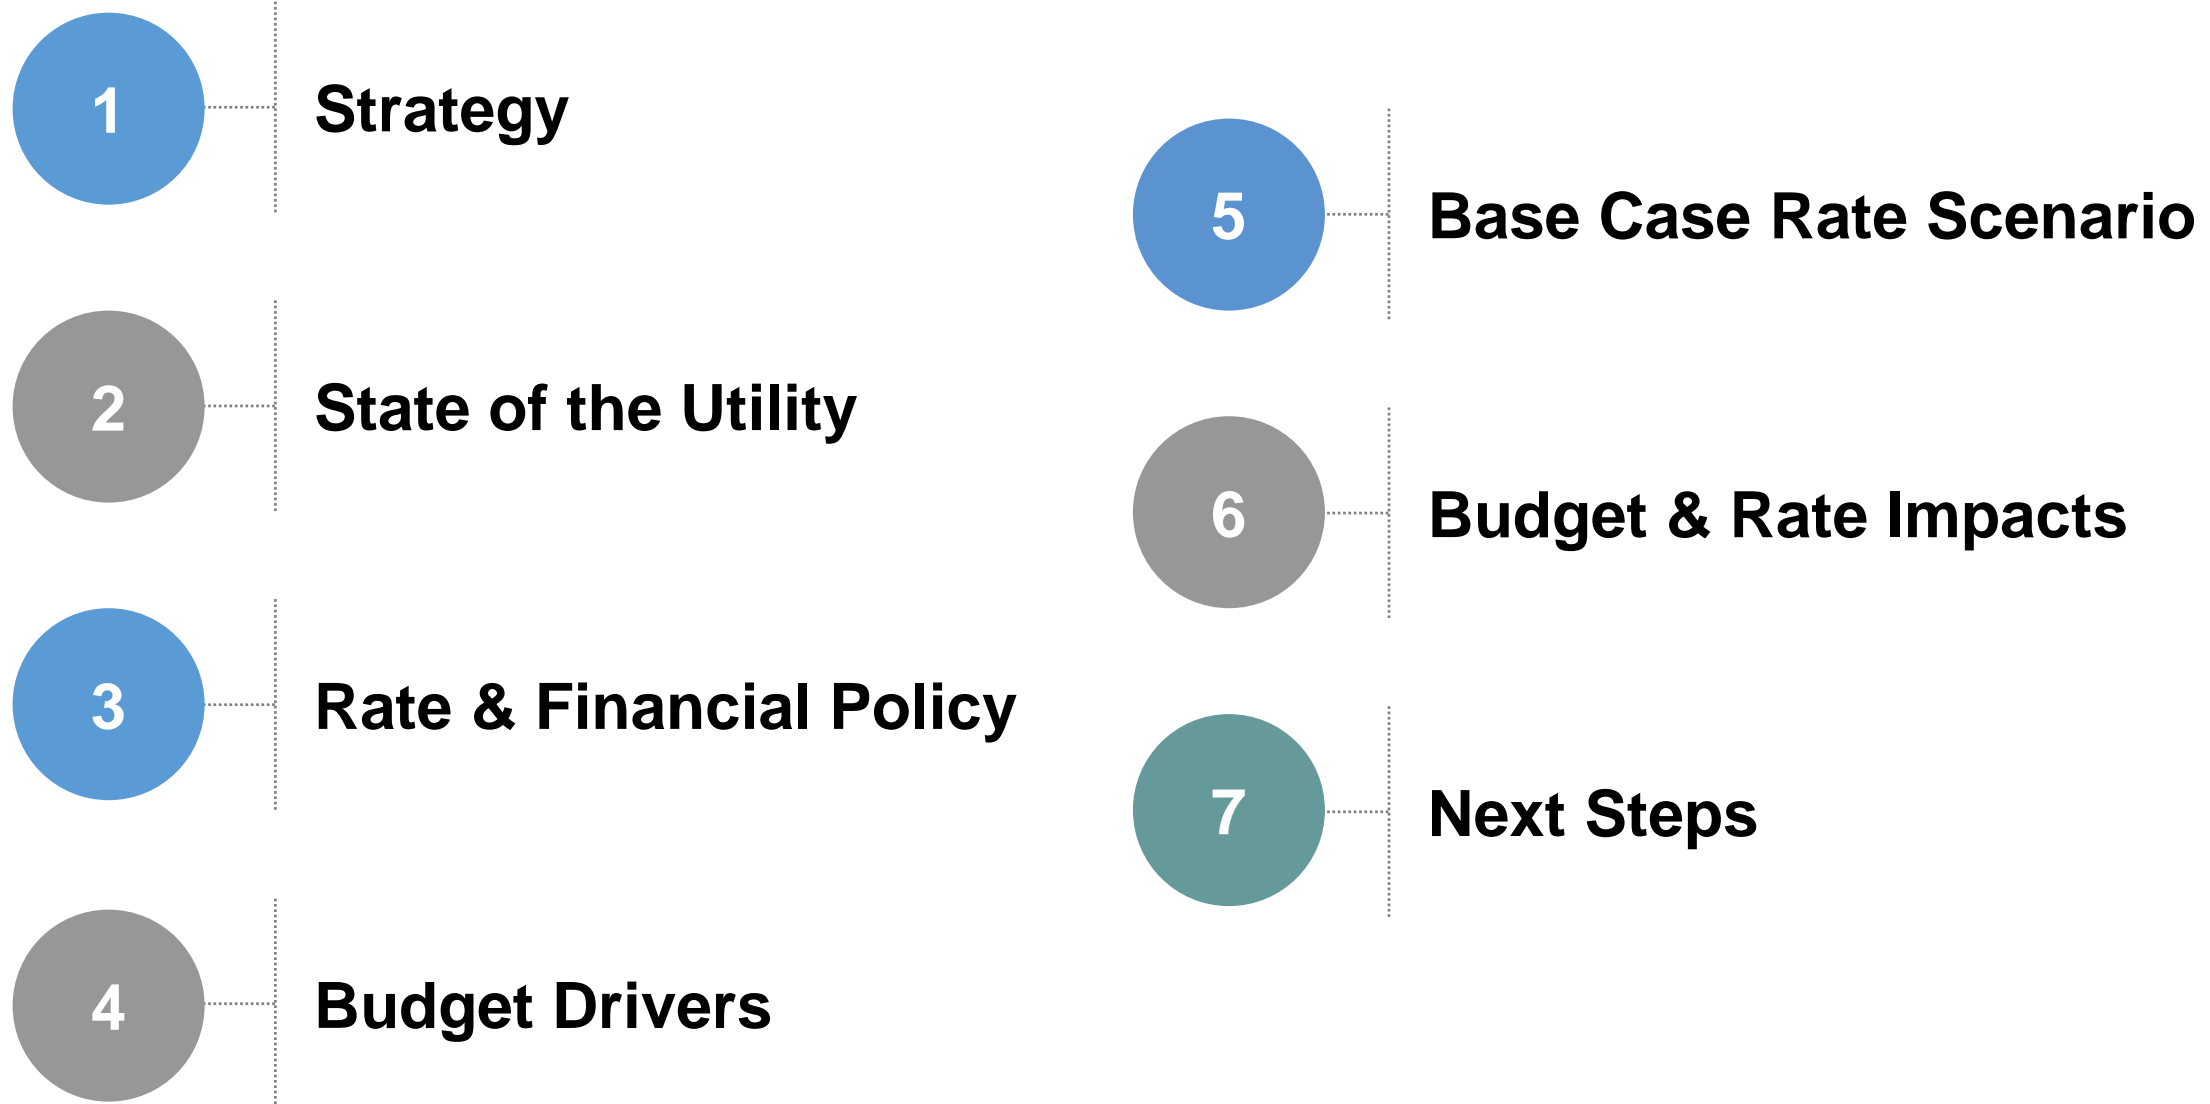 1
Strategy
2
State of the Utility
3
Rate & Financial Policy
4
Budget Drivers
5
Base Case Rate Scenario
6
Budget & Rate Impacts
7
Next Steps